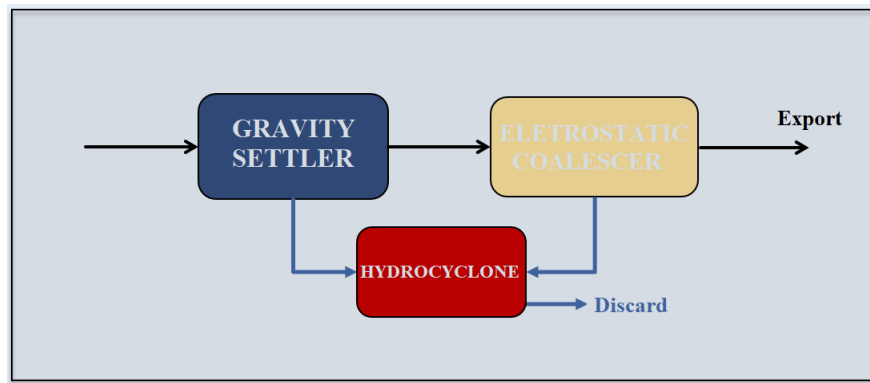 GRAVITY
SETTLER
ELETROSTATIC
COALESCER
Export
HYDROCYCLONE
Discard